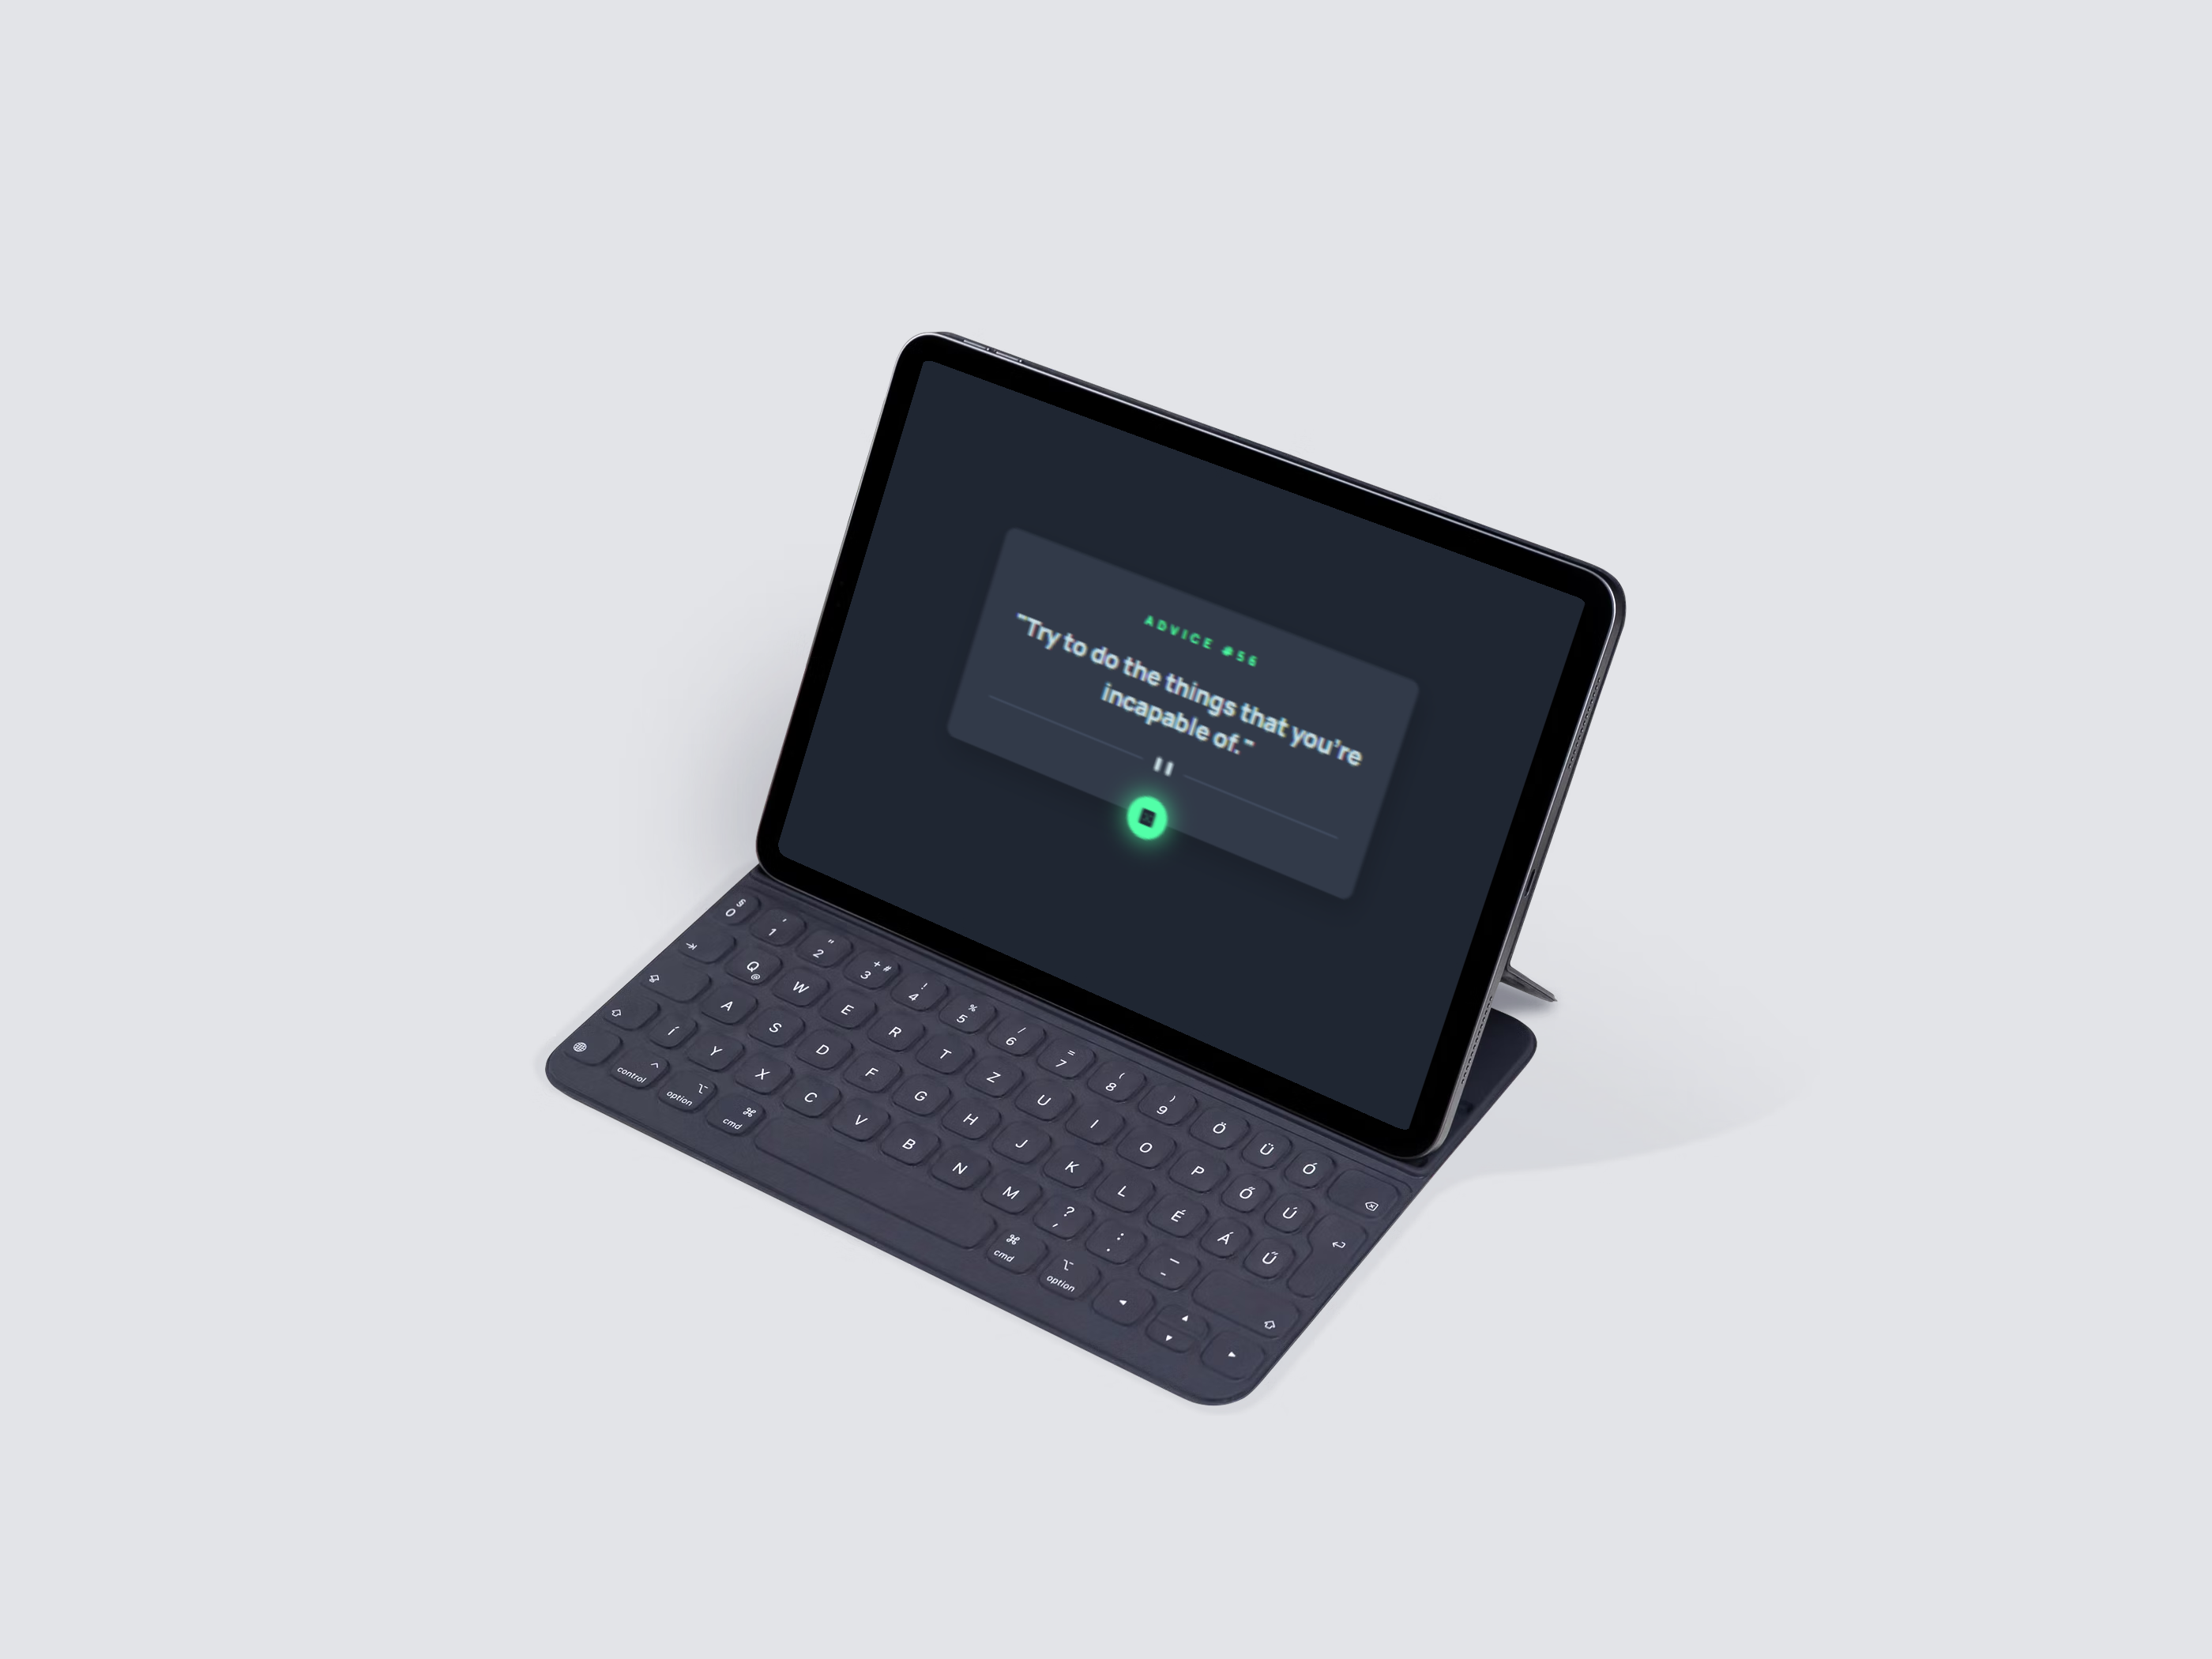 ADVICE #56
"Try to do the things that you're
incapable of."
§ ' " + # ! % / = ( )
0 1 2 3 4 5 6 7 8 9 Ö Ü Ó
Q W E R T Z U I O P Ő Ú
@
A S D F G H J K L É Á Ű
Í Y X C V B N M ? : _
, . -
control option cmd cmd option